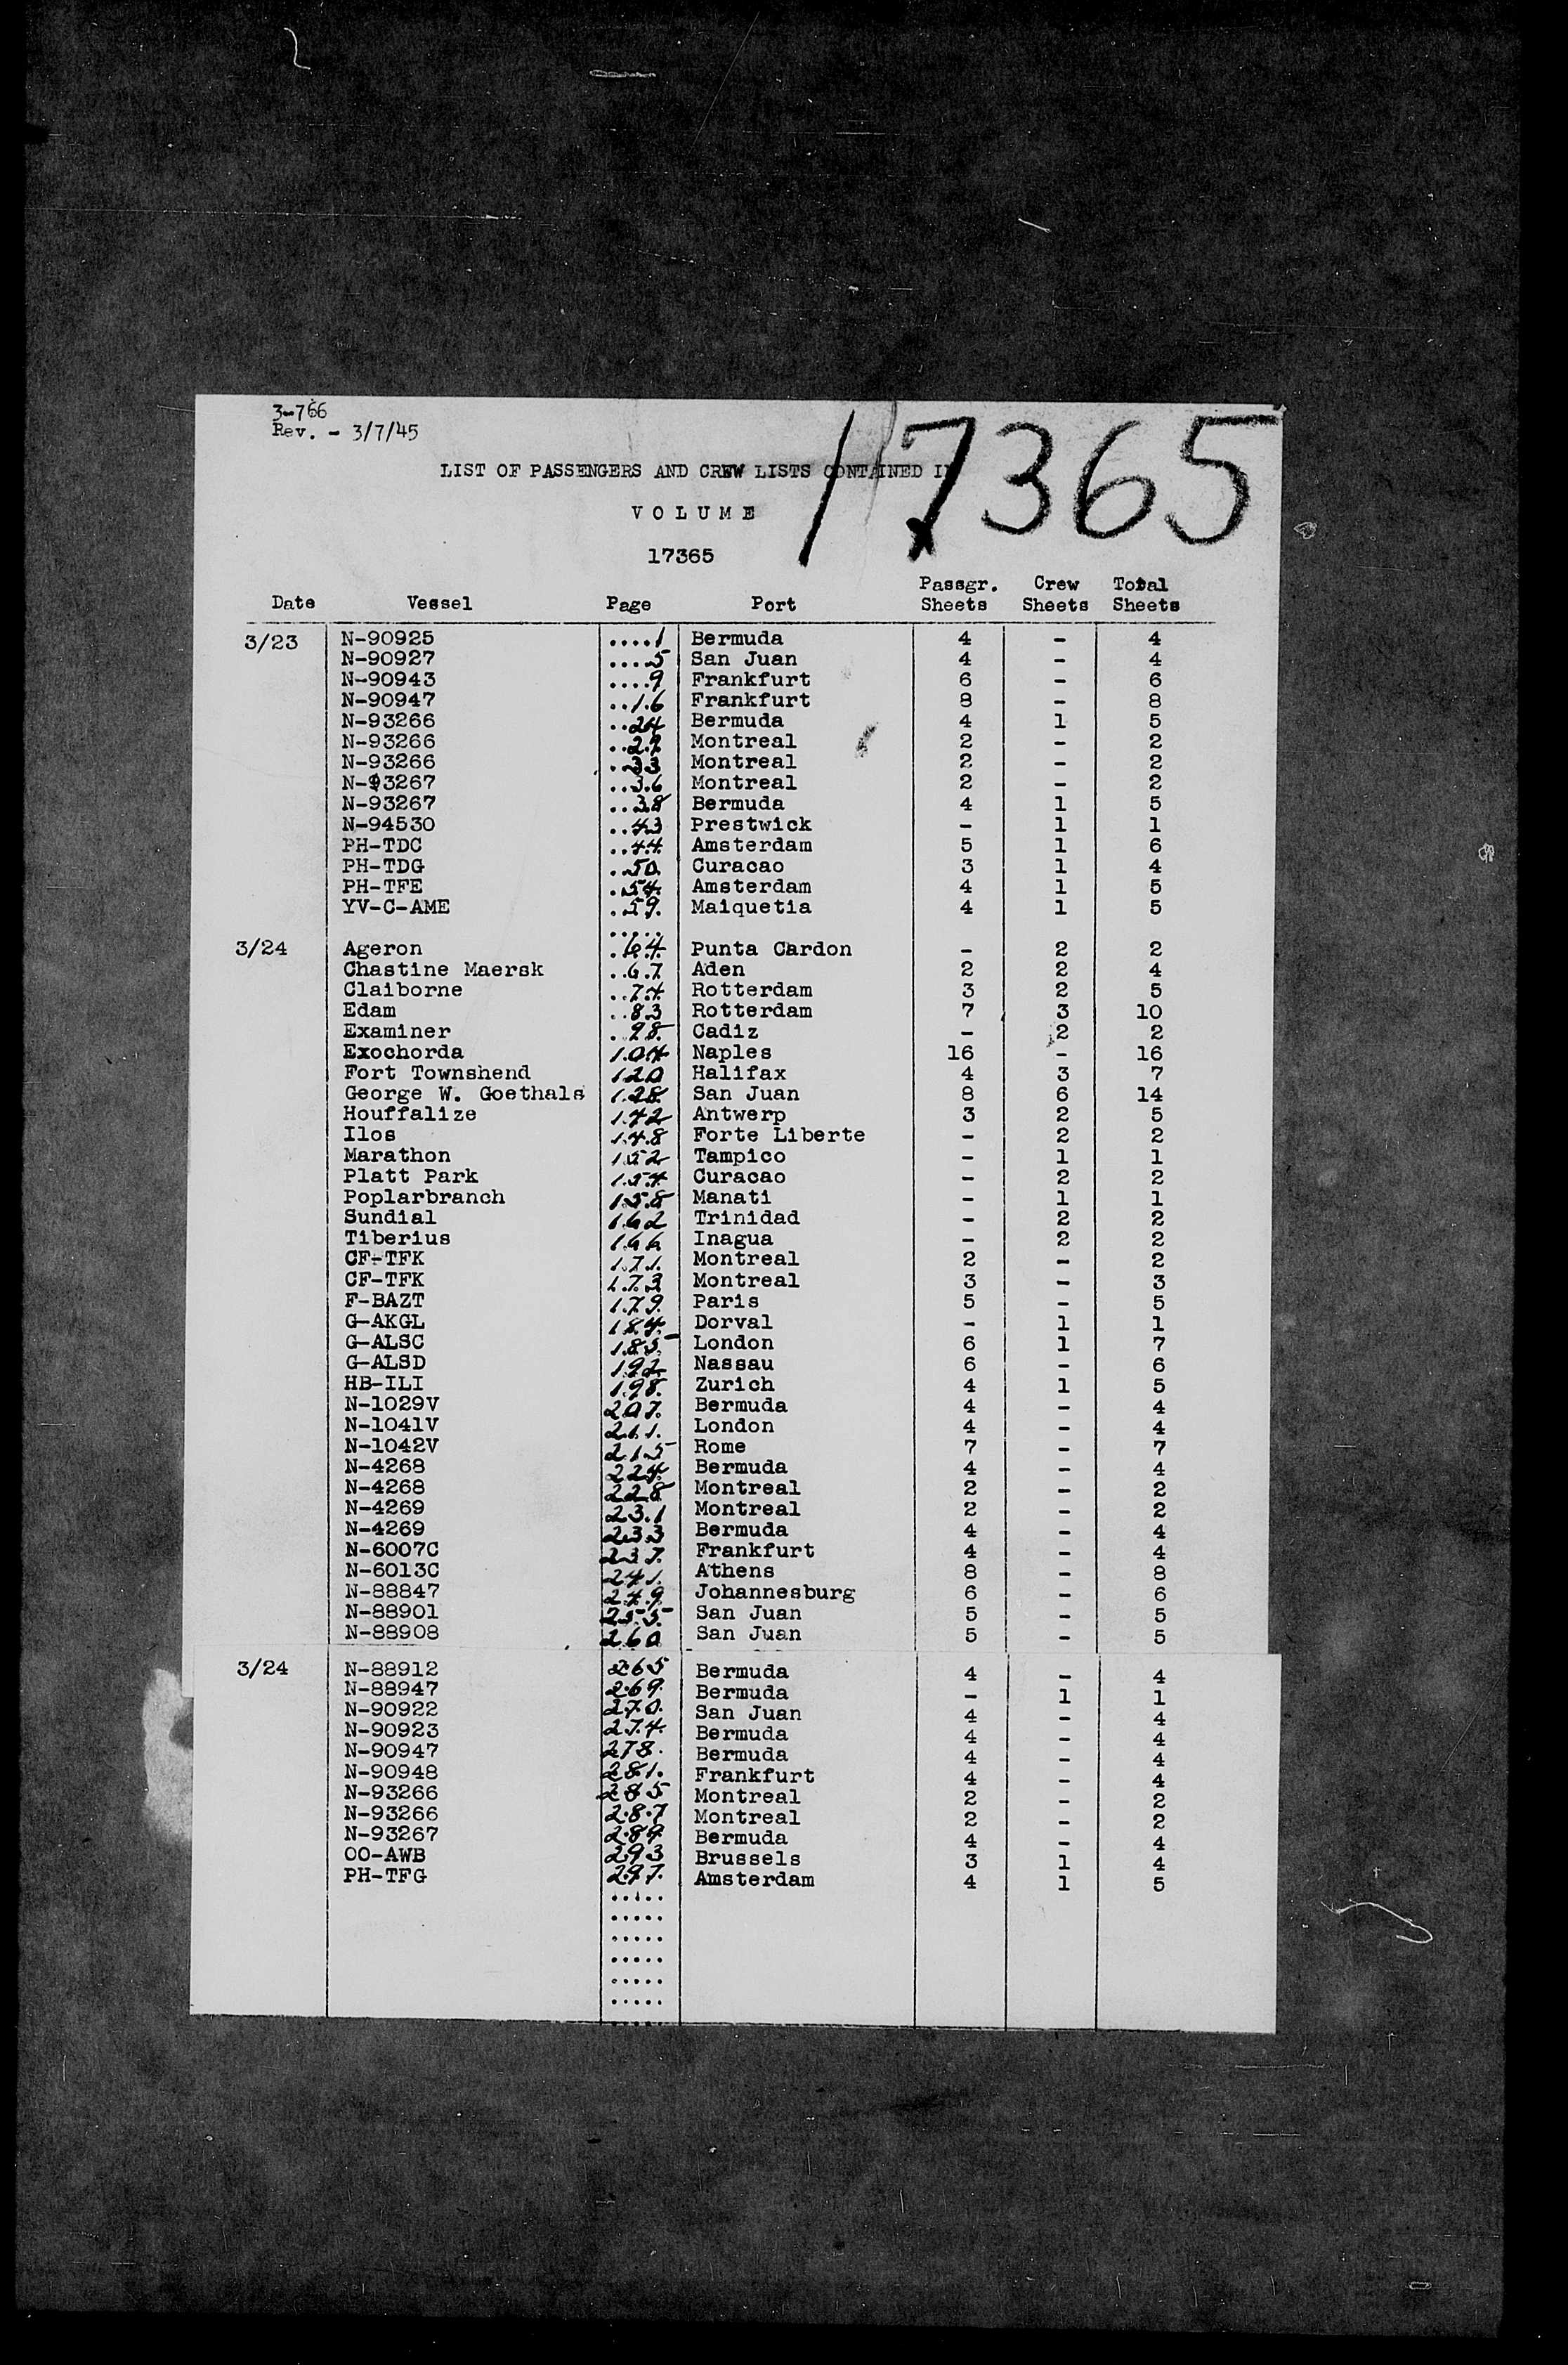 3-766
Rev. - 3/7/45
17365
LIST OF PASSENGERS AND CREW LISTS CONTAINED IN
VOLUME
17365
Date Vessel Page Port Passgr. Sheets Crew Sheets Total Sheets
3/23 N-90925 ....1 Bermuda 4 - 4
N-90927 ....5 San Juan 4 - 4
N-90943 ....9 Frankfurt 6 - 6
N-90947 ..16 Frankfurt 8 - 8
N-93266 ..24 Bermuda 4 1 5
N-93266 ..29 Montreal 2 - 2
N-93266 ..33 Montreal 2 - 2
N-93267 ..36 Montreal 2 - 2
N-93267 ..38 Bermuda 4 1 5
N-94530 ..43 Prestwick - 1 1
PH-TDC ..44 Amsterdam 5 1 6
PH-TDG ..50 Curacao 3 1 4
PH-TFE ..54 Amsterdam 4 1 5
YV-C-AME ..59 Maiquetia 4 1 5
.....
3/24 Ageron ..64 Punta Cardon - 2 2
Chastine Maersk ..67 Aden 2 2 4
Claiborne ..74 Rotterdam 3 2 5
Edam ..83 Rotterdam 7 3 10
Examiner ..98 Cadiz - 2 2
Exochorda 104 Naples 16 - 16
Fort Townshend 120 Halifax 4 3 7
George W. Goethals 128 San Juan 8 6 14
Houffalize 142 Antwerp 3 2 5
Ilos 148 Forte Liberte - 2 2
Marathon 152 Tampico - 1 1
Platt Park 154 Curacao - 2 2
Poplarbranch 158 Manati - 1 1
Sundial 162 Trinidad - 2 2
Tiberius 166 Inagua - 2 2
CF-TFK 171 Montreal 2 - 2
CF-TFK 173 Montreal 3 - 3
F-BAZT 179 Paris 5 - 5
G-AKGL 184 Dorval - 1 1
G-ALSC 185 London 6 1 7
G-ALSD 192 Nassau 6 - 6
HB-ILI 198 Zurich 4 1 5
N-1029V 207 Bermuda 4 - 4
N-1041V 211 London 4 - 4
N-1042V 215 Rome 7 - 7
N-4268 224 Bermuda 4 - 4
N-4268 228 Montreal 2 - 2
N-4269 231 Montreal 2 - 2
N-4269 233 Bermuda 4 - 4
N-6007C 237 Frankfurt 4 - 4
N-6013C 241 Athens 8 - 8
N-88847 249 Johannesburg 6 - 6
N-88901 255 San Juan 5 - 5
N-88908 260 San Juan 5 - 5
3/24 N-88912 265 Bermuda 4 - 4
N-88947 269 Bermuda - 1 1
N-90922 270 San Juan 4 - 4
N-90923 274 Bermuda 4 - 4
N-90947 278 Bermuda 4 - 4
N-90948 281 Frankfurt 4 - 4
N-93266 285 Montreal 2 - 2
N-93266 287 Montreal 2 - 2
N-93267 289 Bermuda 4 - 4
OO-AWB 293 Brussels 3 1 4
PH-TFG 297 Amsterdam 4 1 5
.....
.....
.....
.....
.....
.....